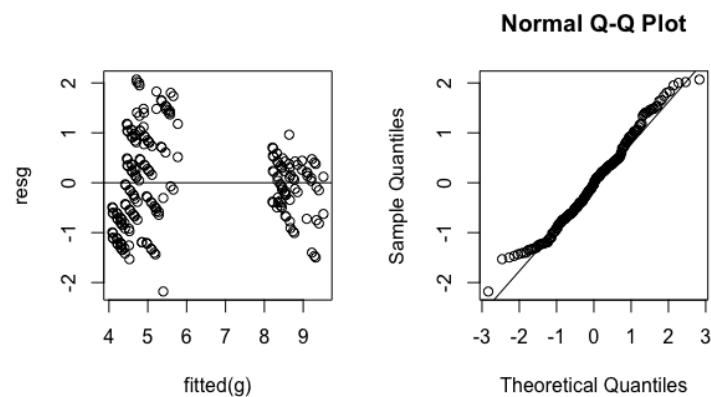 resg
2
1
0
-1
-2
4 5 6 7 8 9
fitted(g)
Normal Q-Q Plot
Sample Quantiles
2
1
0
-1
-2
-3 -2 -1 0 1 2 3
Theoretical Quantiles